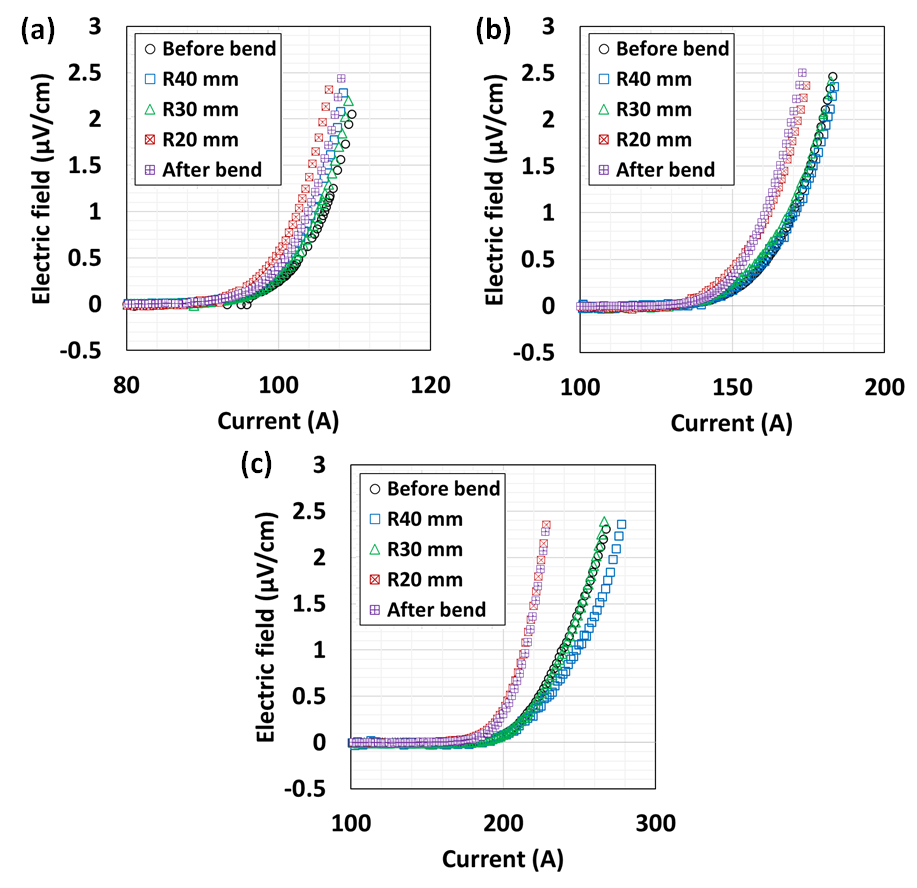 (a)
Electric field (µV/cm)
3
2.5
2
1.5
1
0.5
0
-0.5
Before bend
R40 mm
R30 mm
R20 mm
After bend
80
100
120
Current (A)
(b)
Electric field (µV/cm)
3
2.5
2
1.5
1
0.5
0
-0.5
Before bend
R40 mm
R30 mm
R20 mm
After bend
100
150
200
Current (A)
(c)
Electric field (µV/cm)
3
2.5
2
1.5
1
0.5
0
-0.5
Before bend
R40 mm
R30 mm
R20 mm
After bend
100
200
300
Current (A)